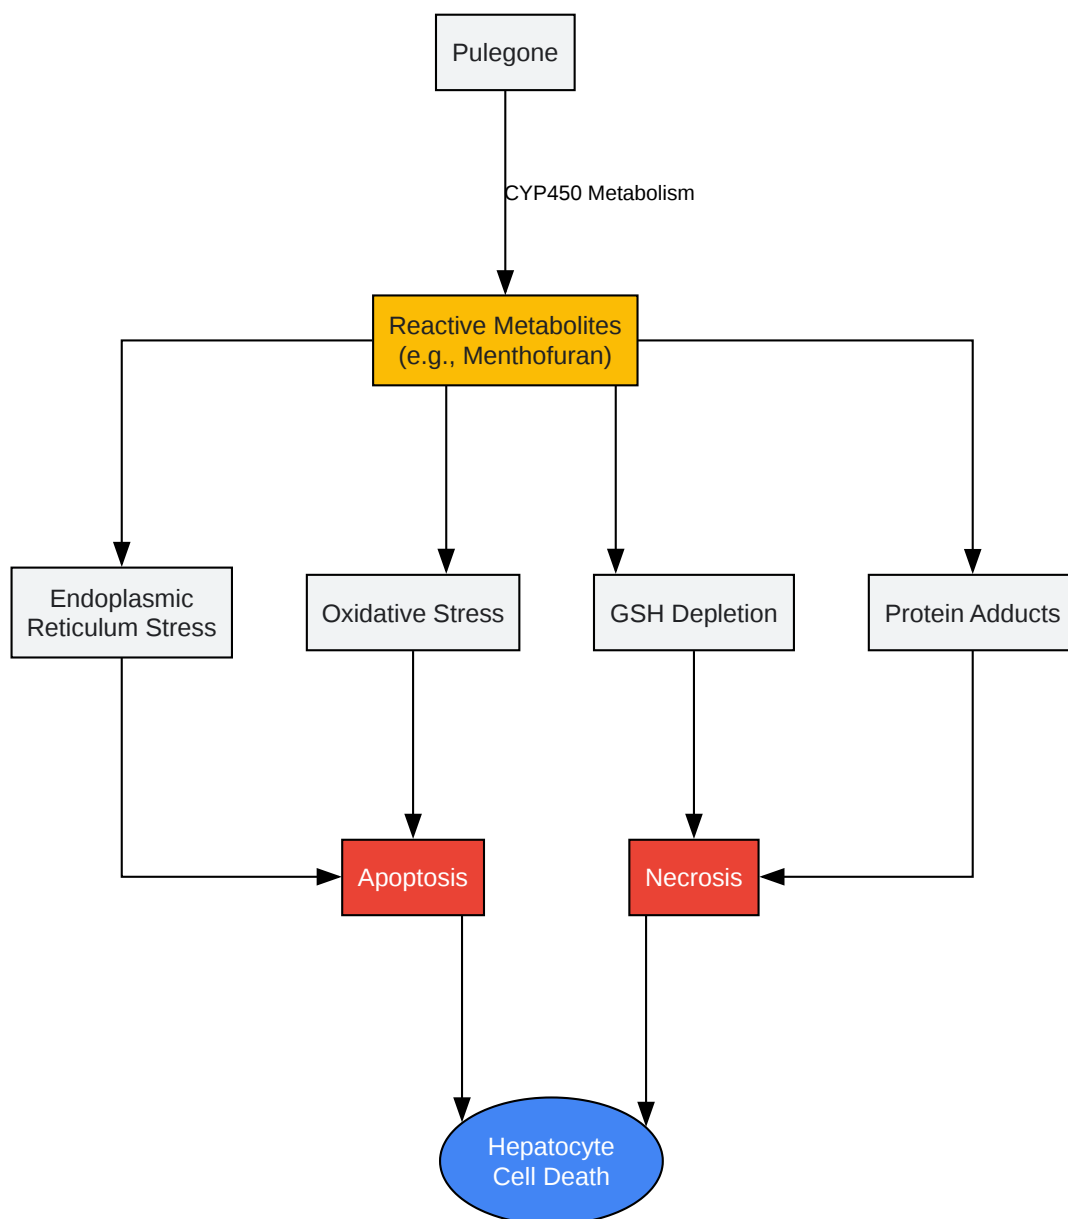 Pulegone
CYP450 Metabolism
Reactive Metabolites
(e.g., Menthofuran)
Endoplasmic
Reticulum Stress
Oxidative Stress
GSH Depletion
Protein Adducts
Apoptosis
Necrosis
Hepatocyte
Cell Death